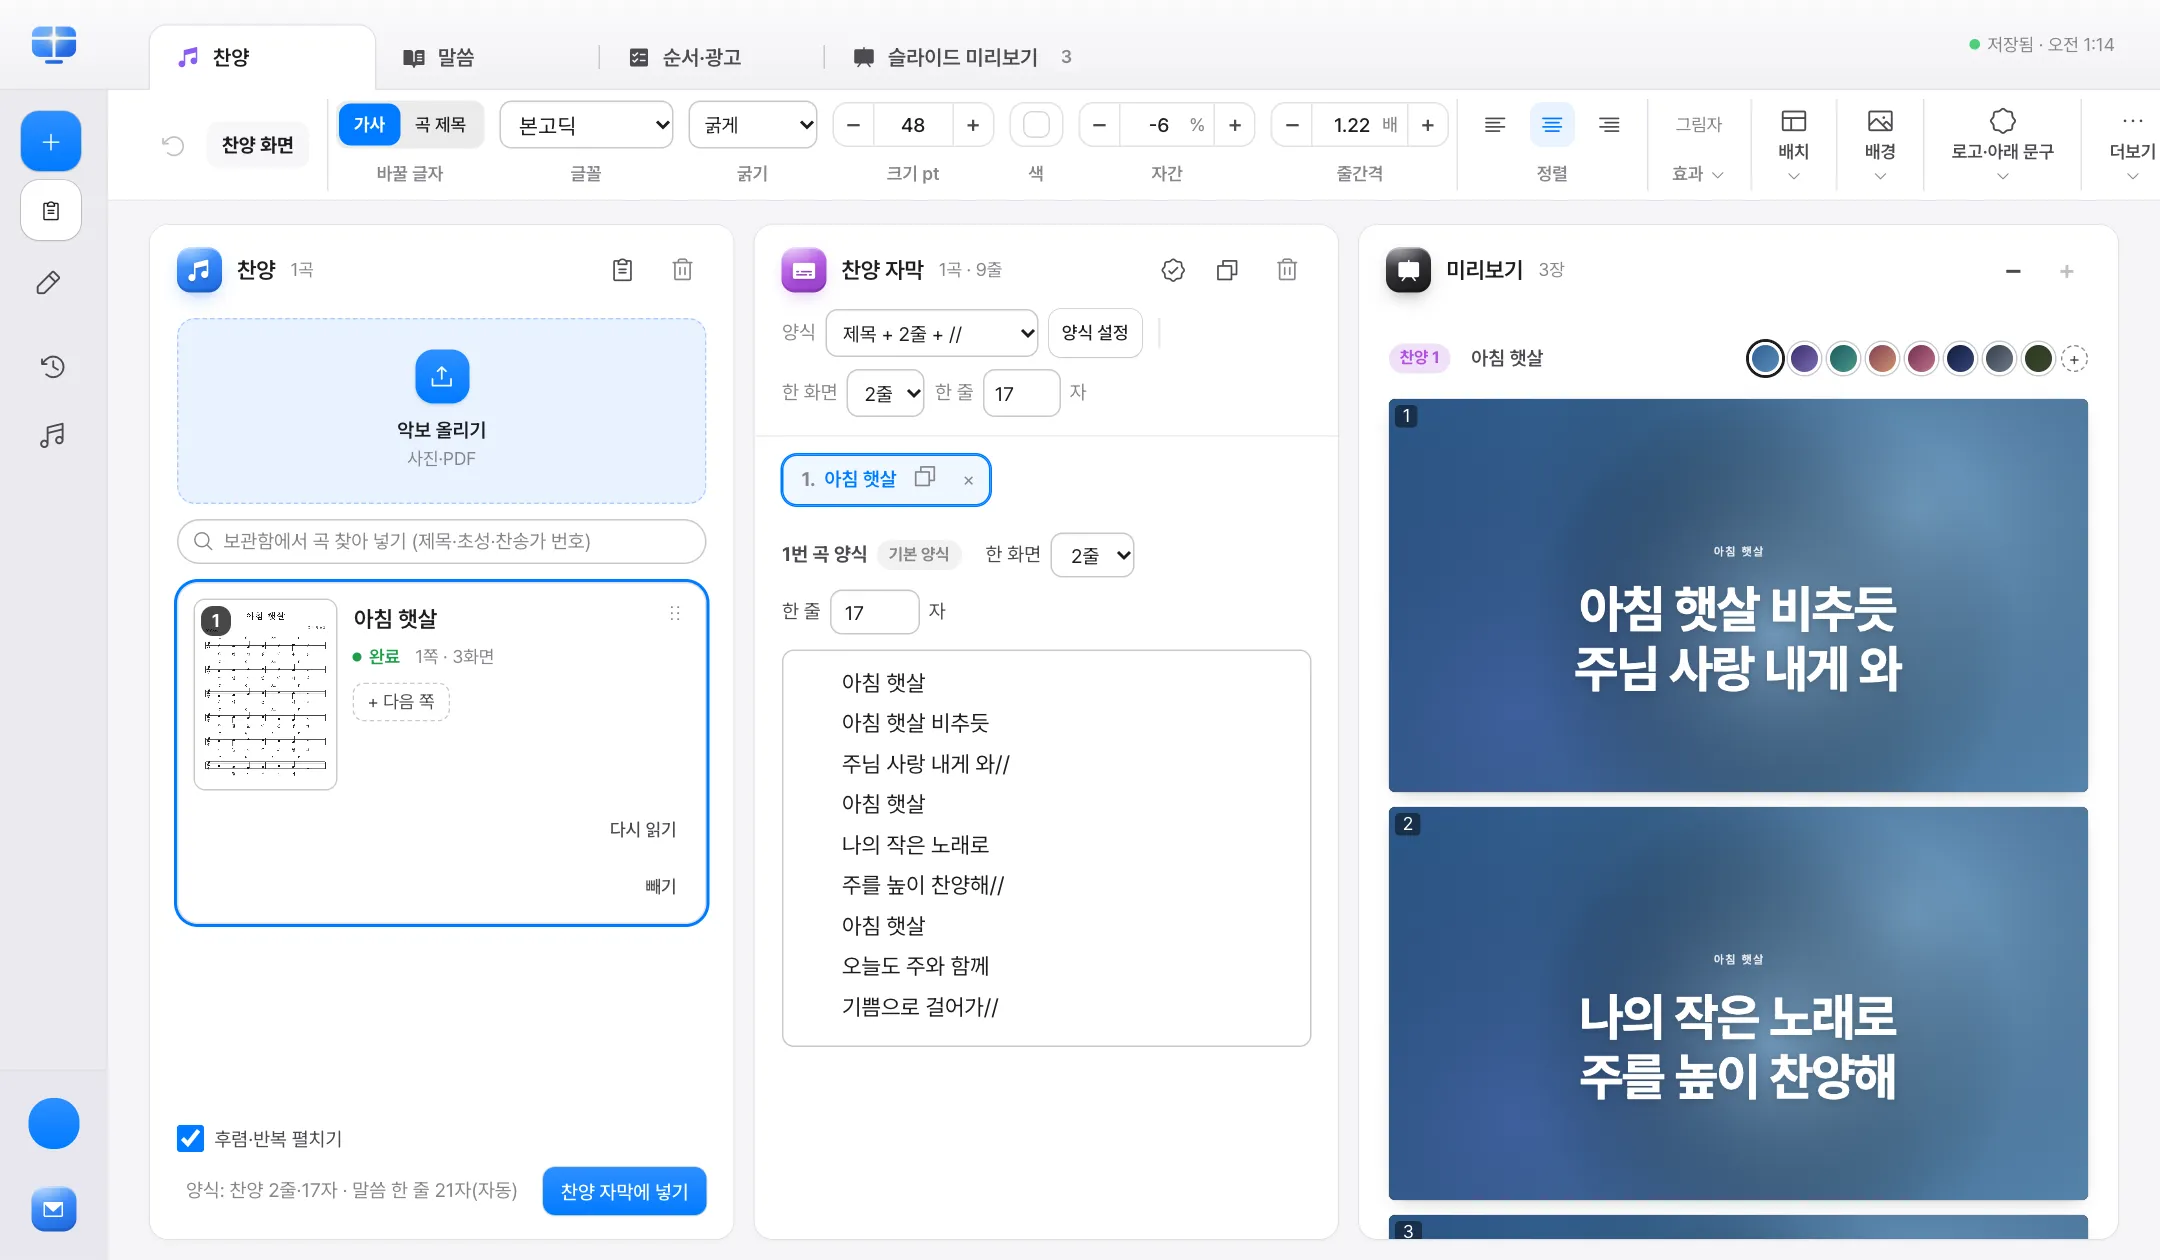 찬양
말씀
순서·광고
슬라이드 미리보기 3
저장됨 · 오전 1:14
찬양 화면
가사 곡 제목
바꿀 글자
본고딕
글꼴
굵게
굵기
− 48 +
크기 pt
색
− -6 % +
자간
− 1.22 배 +
줄간격
정렬
그림자
효과
배치
배경
로고·아래 문구
더보기
찬양 1곡
악보 올리기
사진·PDF
보관함에서 곡 찾아 넣기 (제목·초성·찬송가 번호)
1
아침 햇살
아침 햇살
완료 1쪽 · 3화면
+ 다음 쪽
다시 읽기
빼기
후렴·반복 펼치기
양식: 찬양 2줄·17자 · 말씀 한 줄 21자(자동)
찬양 자막에 넣기
찬양 자막 1곡 · 9줄
양식 제목 + 2줄 + // 양식 설정
한 화면 2줄 한 줄 17 자
1. 아침 햇살 ×
1번 곡 양식 기본 양식 한 화면 2줄
한 줄 17 자
아침 햇살
아침 햇살 비추듯
주님 사랑 내게 와//
아침 햇살
나의 작은 노래로
주를 높이 찬양해//
아침 햇살
오늘도 주와 함께
기쁨으로 걸어가//
미리보기 3장
찬양 1 아침 햇살
1
아침 햇살
아침 햇살 비추듯
주님 사랑 내게 와
2
아침 햇살
나의 작은 노래로
주를 높이 찬양해
3